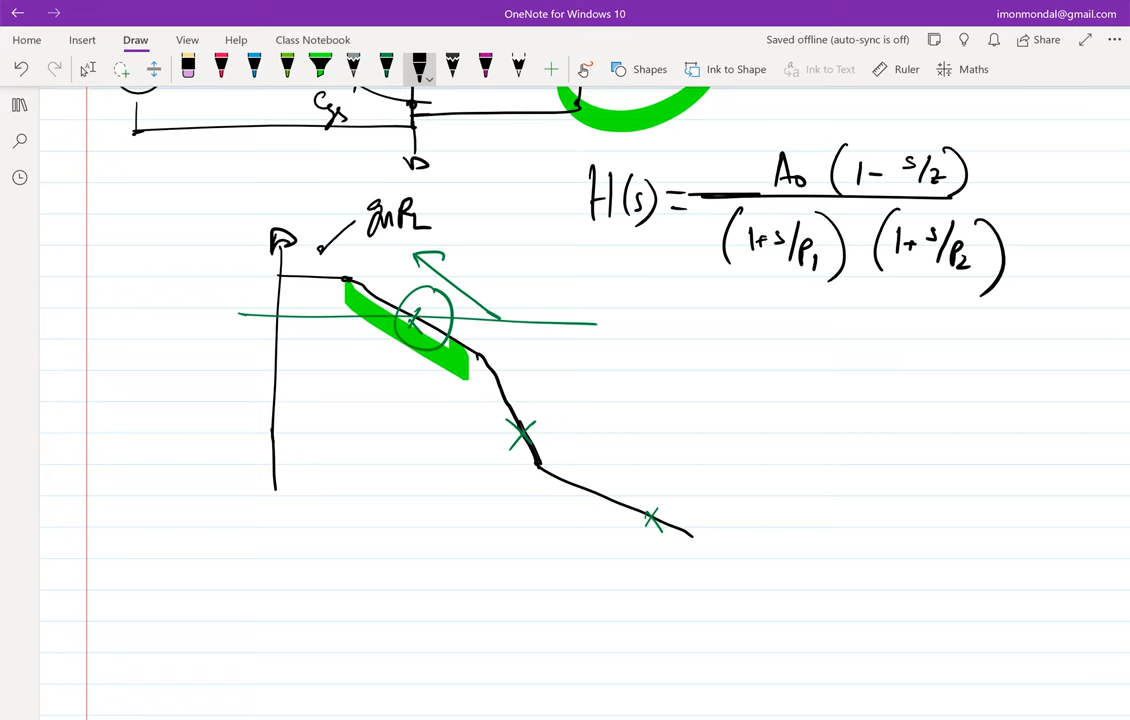 OneNote for Windows 10
imonmondal@gmail.com
Home Insert Draw View Help Class Notebook
Saved offline (auto-sync is off) Share
Shapes Ink to Shape Ink to Text Ruler Maths
Cgs
H(s) = A₀ (1 - s/z) / (1+s/p₁) (1+s/p₂)
gmRL